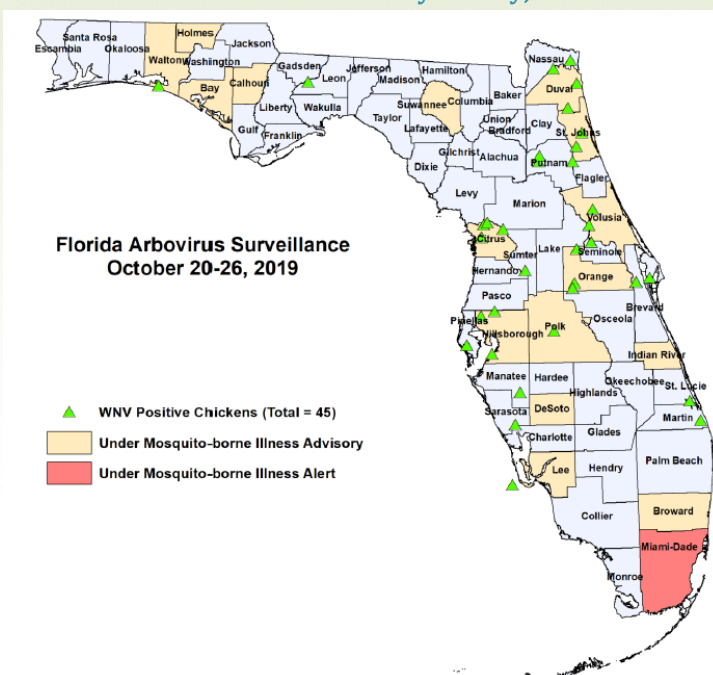 Santa Rosa
Escambia
Okaloosa
Holmes
Walton
Washington
Jackson
Bay
Calhoun
Gadsden
Leon
Liberty
Gulf
Franklin
Wakulla
Jefferson
Madison
Hamilton
Taylor
Suwannee
Columbia
Lafayette
Dixie
Gilchrist
Baker
Union
Bradford
Alachua
Nassau
Duval
Clay
St. Johns
Putnam
Flagler
Levy
Marion
Volusia
Citrus
Sumter
Lake
Seminole
Florida Arbovirus Surveillance
October 20-26, 2019
Hernando
Orange
Pasco
Brevard
Osceola
Pinellas
Hillsborough
Polk
Indian River
Manatee
Hardee
Highlands
Okeechobee
St. Lucie
Sarasota
DeSoto
Martin
Charlotte
Glades
WNV Positive Chickens (Total = 45)
Under Mosquito-borne Illness Advisory
Under Mosquito-borne Illness Alert
Lee
Hendry
Palm Beach
Collier
Broward
Miami-Dade
Monroe